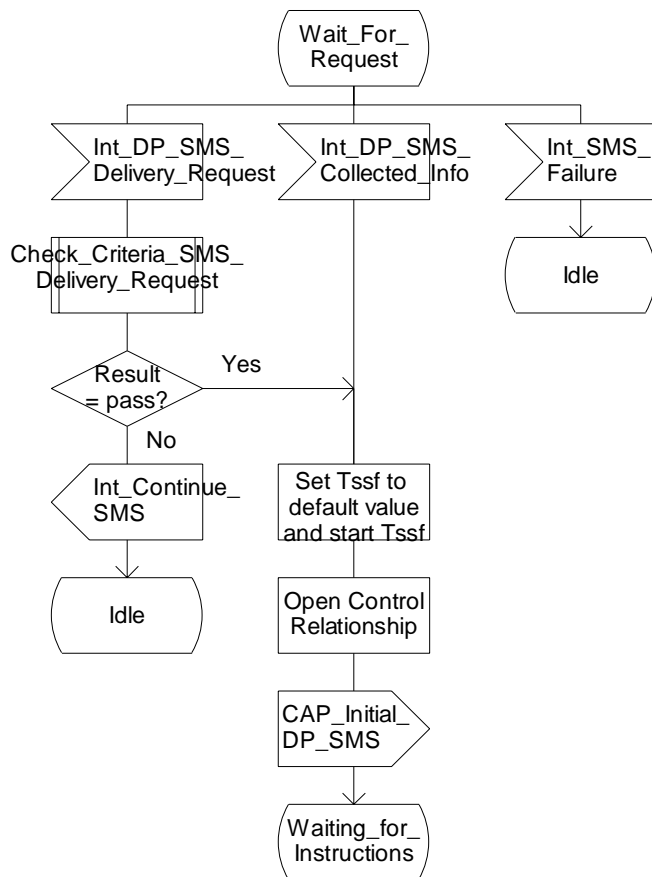 Wait_For_
Request
Int_DP_SMS_
Delivery_Request
Int_DP_SMS_
Collected_Info
Int_SMS_
Failure
Check_Criteria_SMS_
Delivery_Request
Idle
Result
= pass?
Yes
No
Int_Continue_
SMS
Set Tssf to
default value
and start Tssf
Idle
Open Control
Relationship
CAP_Initial_
DP_SMS
Waiting_for_
Instructions